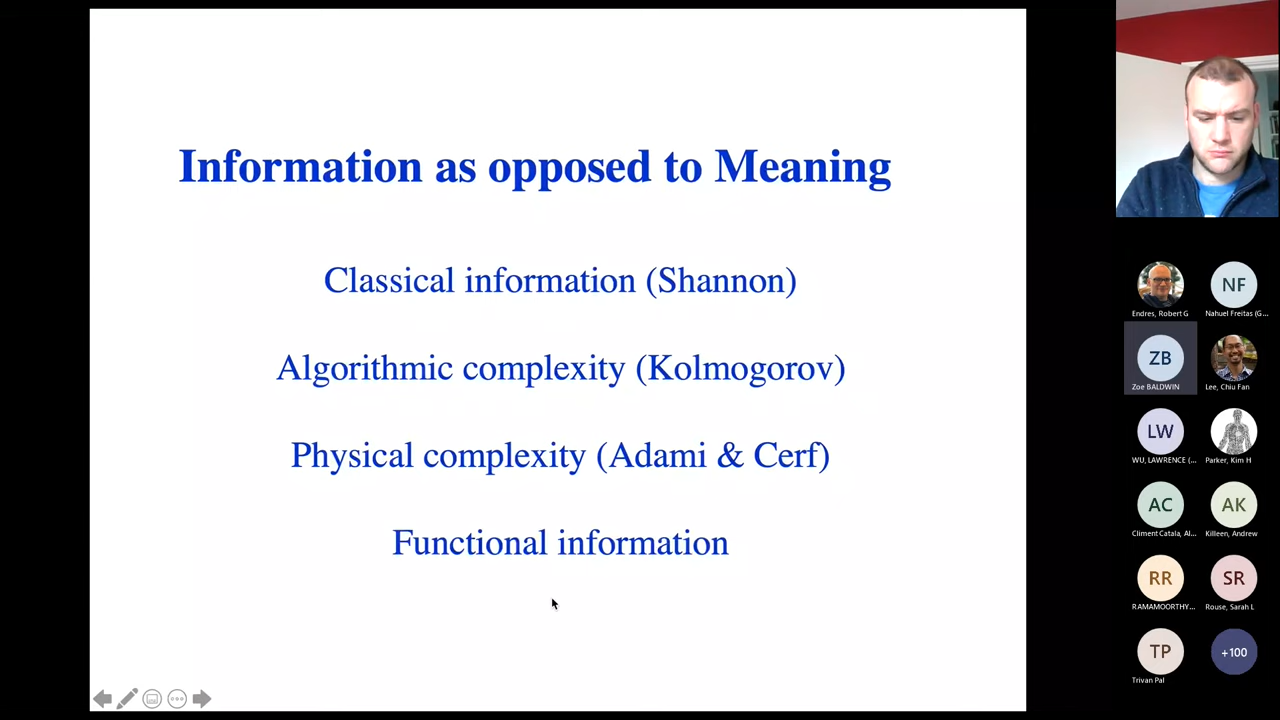 Information as opposed to Meaning
Classical information (Shannon)
Algorithmic complexity (Kolmogorov)
Physical complexity (Adami & Cerf)
Functional information
NF
Endres, Robert G
Nahuel Freitas (G...
ZB
Zoe BALDWIN
Lee, Chiu Fan
LW
WU, LAWRENCE (...
Parker, Kim H
AC
AK
Climent Catala, Al...
Killeen, Andrew
RR
SR
RAMAMOORTHY...
Rouse, Sarah L
TP
+100
Trivan Pal